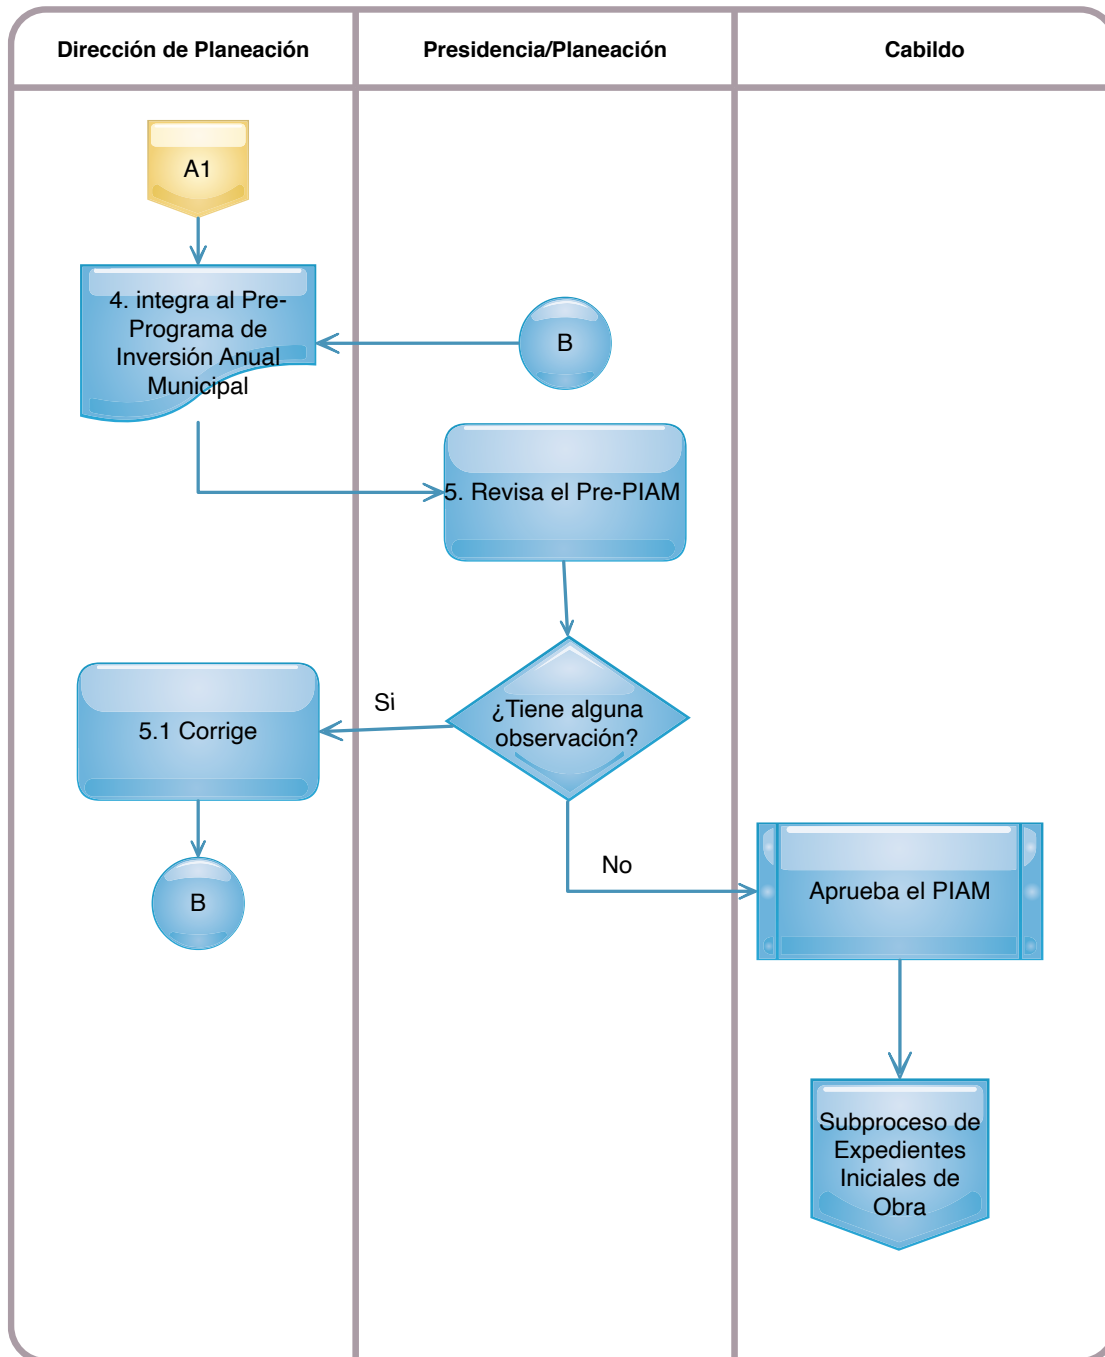 Dirección de Planeación
Presidencia/Planeación
Cabildo
A1
4. integra al Pre-
Programa de
Inversión Anual
Municipal
B
5. Revisa el Pre-PIAM
¿Tiene alguna
observación?
Si
5.1 Corrige
B
No
Aprueba el PIAM
Subproceso de
Expedientes
Iniciales de
Obra